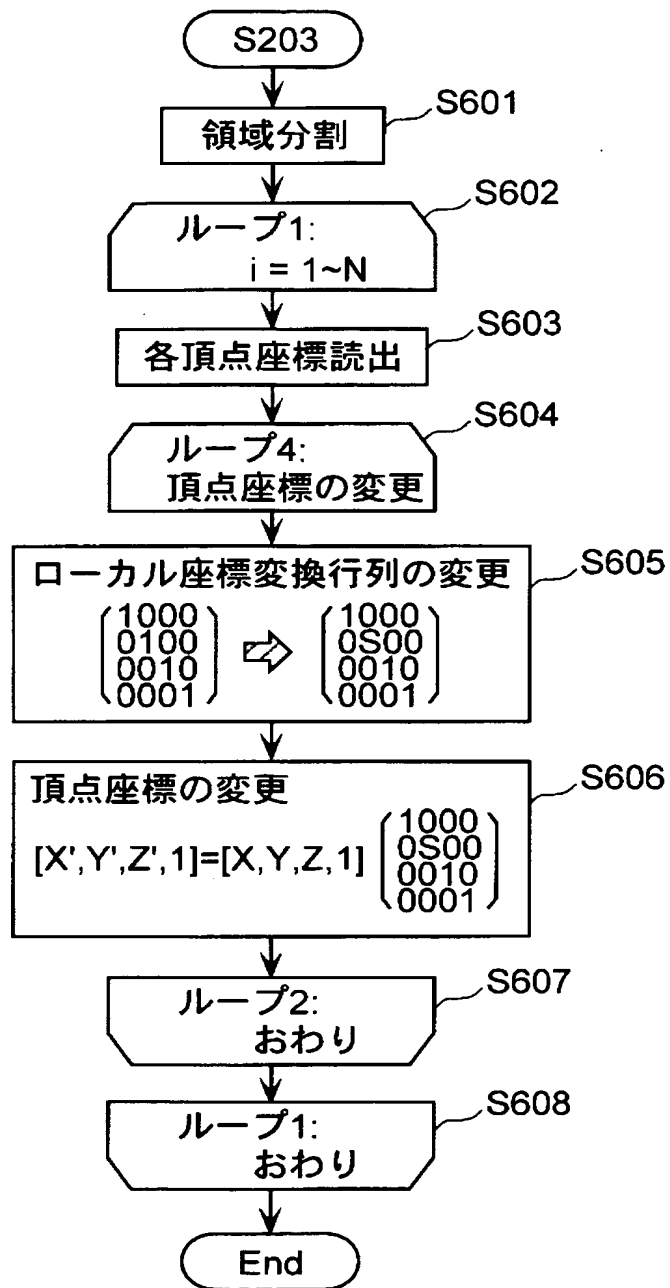 S203
S601
領域分割
S602
ループ1:
i = 1~N
S603
各頂点座標読出
S604
ループ4:
頂点座標の変更
S605
ローカル座標変換行列の変更
1000 1000
0100 0S00
0010 0010
0001 0001
S606
頂点座標の変更
1000
0S00
[X',Y',Z',1]=[X,Y,Z,1]
0010
0001
S607
ループ2:
おわり
S608
ループ1:
おわり
End